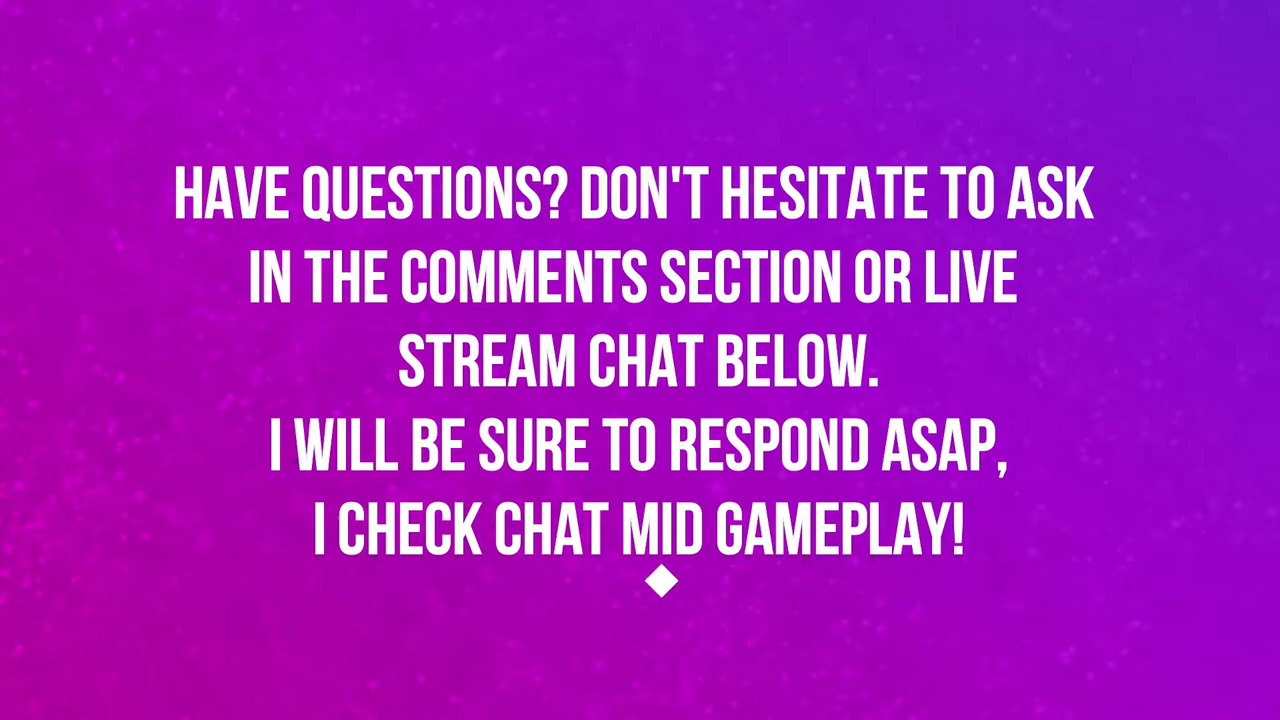 HAVE QUESTIONS? DON'T HESITATE TO ASK
IN THE COMMENTS SECTION OR LIVE
STREAM CHAT BELOW.
I WILL BE SURE TO RESPOND ASAP,
I CHECK CHAT MID GAMEPLAY!